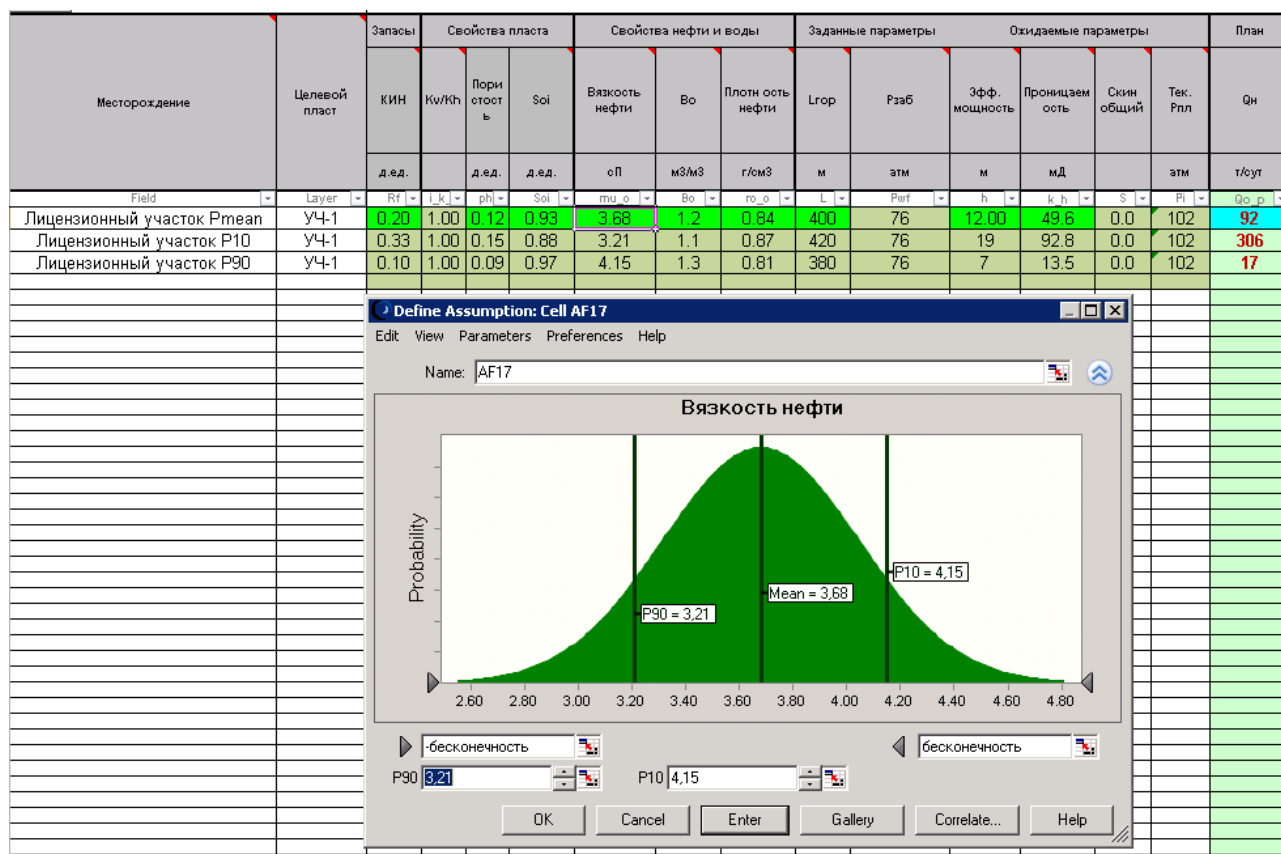 Запасы Свойства пласта Свойства нефти и воды Заданные параметры Ожидаемые параметры План
Месторождение Целевой пласт КИН Kv/Kh Пори стост ь Soi Вязкость нефти Bo Плотн ость нефти Lгор Pзаб Эфф. мощность Проницаем ость Скин общий Тек. Рпл Qн
д.ед. д.ед. д.ед. сП м3/м3 г/см3 м атм м мД атм т/сут
Field Layer Rf i_k ph Soi mu_o Bo ro_o L Pwf h k_h S Pi Qo_p
Лицензионный участок Pmean УЧ-1 0.20 1.00 0.12 0.93 3.68 1.2 0.84 400 76 12.00 49.6 0.0 102 92
Лицензионный участок P10 УЧ-1 0.33 1.00 0.15 0.88 3.21 1.1 0.87 420 76 19 92.8 0.0 102 306
Лицензионный участок P90 УЧ-1 0.10 1.00 0.09 0.97 4.15 1.3 0.81 380 76 7 13.5 0.0 102 17
Define Assumption: Cell AF17
Edit View Parameters Preferences Help
Name: AF17
Вязкость нефти
Probability
P10 = 4,15
Mean = 3,68
P90 = 3,21
2.60 2.80 3.00 3.20 3.40 3.60 3.80 4.00 4.20 4.40 4.60 4.80
-бесконечность бесконечность
P90 3,21 P10 4,15
OK Cancel Enter Gallery Correlate... Help